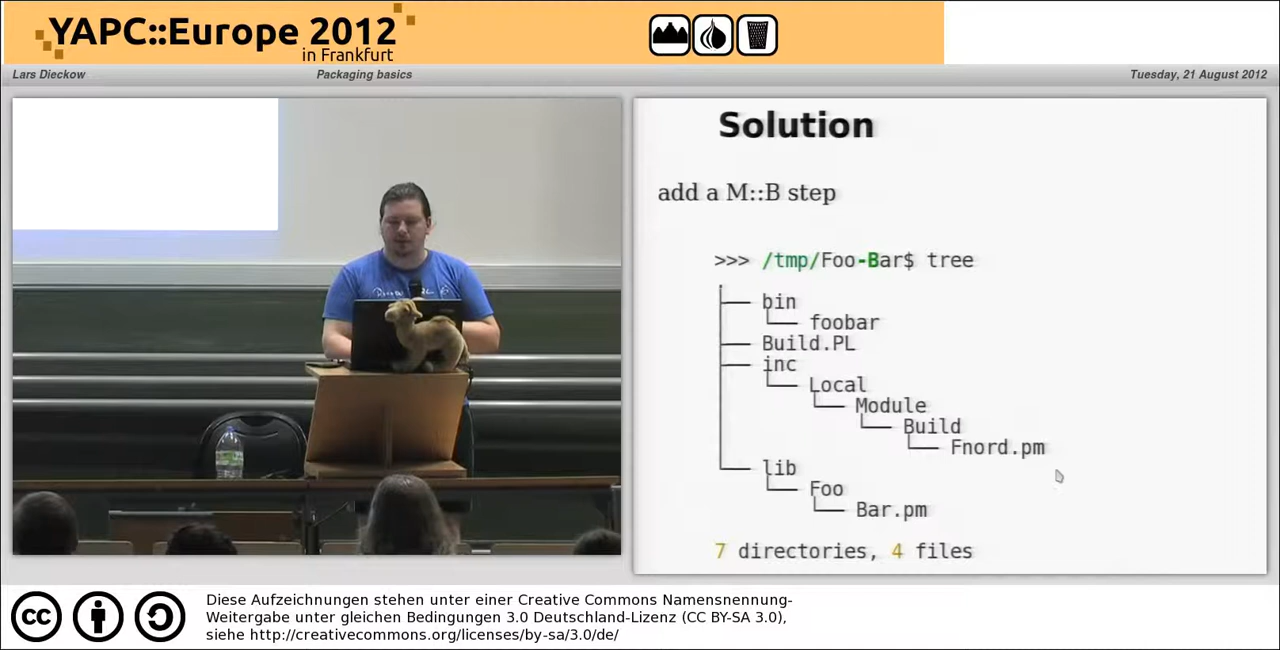 YAPC::Europe 2012
in Frankfurt
Lars Dieckow
Packaging basics
Tuesday, 21 August 2012
Solution
add a M::B step
>>> /tmp/Foo-Bar$ tree
.
├── bin
│   └── foobar
├── Build.PL
├── inc
│   └── Local
│       └── Module
│           └── Build
│               └── Fnord.pm
└── lib
    └── Foo
        └── Bar.pm
7 directories, 4 files
cc
Diese Aufzeichnungen stehen unter einer Creative Commons Namensnennung-
Weitergabe unter gleichen Bedingungen 3.0 Deutschland-Lizenz (CC BY-SA 3.0),
siehe http://creativecommons.org/licenses/by-sa/3.0/de/